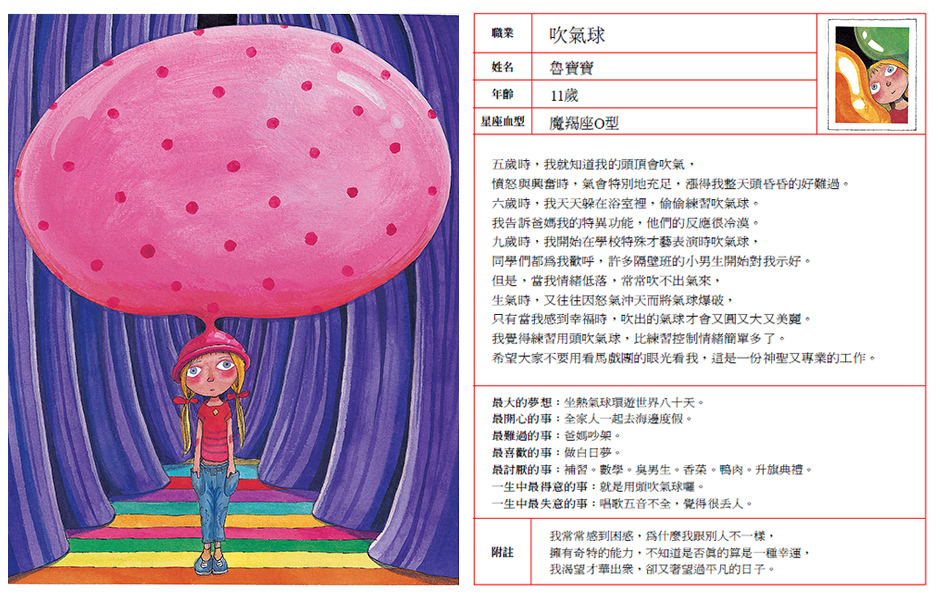 職業 吹氣球
姓名 魯寶寶
年齡 11歲
星座血型 魔羯座O型
五歲時，我就知道我的頭頂會吹氣，
憤怒與興奮時，氣會特別地充足，漲得我整天頭昏昏的好難過。
六歲時，我天天躲在浴室裡，偷偷練習吹氣球。
我告訴爸媽我的特異功能，他們的反應很冷漠。
九歲時，我開始在學校特殊才藝表演時吹氣球，
同學們都為我歡呼，許多隔壁班的小男生開始對我示好。
但是，當我情緒低落，常常吹不出氣來，
生氣時，又往往因怒氣沖天而將氣球爆破，
只有當我感到幸福時，吹出的氣球才會又圓又大又美麗。
我覺得練習用頭吹氣球，比練習控制情緒簡單多了。
希望大家不要用看馬戲團的眼光看我，這是一份神聖又專業的工作。
最大的夢想：坐熱氣球環遊世界八十天。
最開心的事：全家人一起去海邊度假。
最難過的事：爸媽吵架。
最喜歡的事：做白日夢。
最討厭的事：補習。數學。臭男生。香菜。鴨肉。升旗典禮。
一生中最得意的事：就是用頭吹氣球囉。
一生中最失意的事：唱歌五音不全，覺得很丟人。
附註
我常常感到困惑，為什麼我跟別人不一樣，
擁有奇特的能力，不知道是否真的算是一種幸運，
我渴望才華出眾，卻又奢望過平凡的日子。